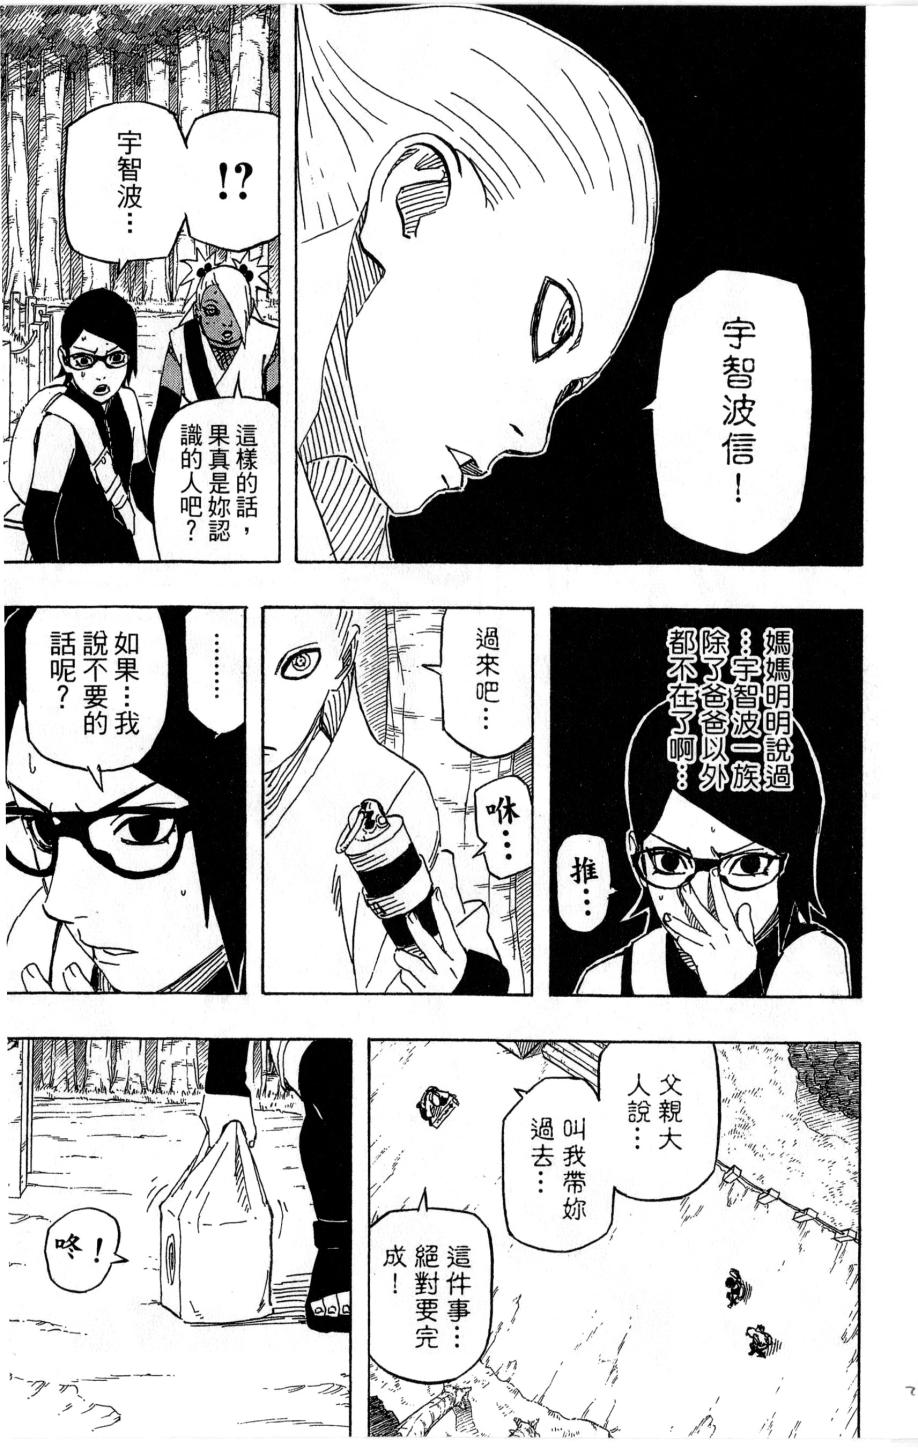 宇智波信！
！？
宇智波…
這樣的話，
果真是妳認
識的人吧？
媽媽明明說過
…宇智波一族
除了爸爸以外
都不在了啊…
推…
過來吧…
咻…
………
如果…我
說不要的
話呢？
父親大
人說…
叫我帶妳
過去…
這件事…
絕對要完
成！
咚！